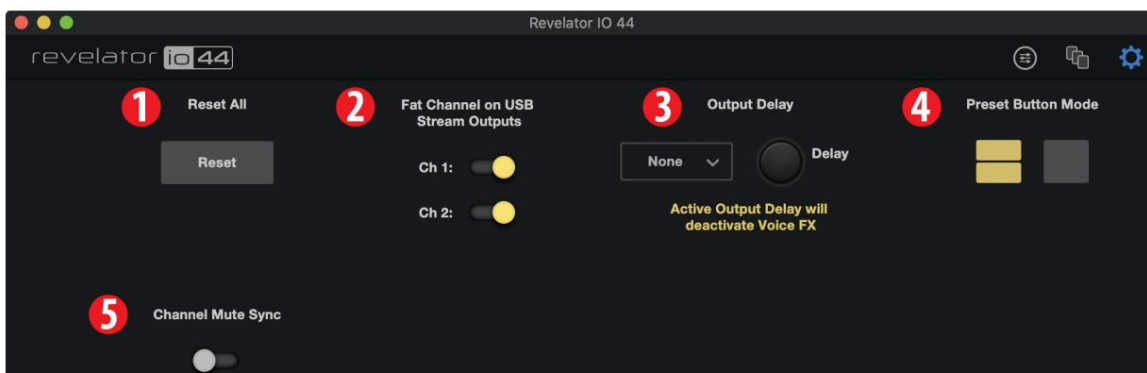 Revelator IO 44
revelator io 44
1 Reset All
Reset
2 Fat Channel on USB
Stream Outputs
Ch 1:
Ch 2:
3 Output Delay
None
Delay
Active Output Delay will
deactivate Voice FX
4 Preset Button Mode
5 Channel Mute Sync